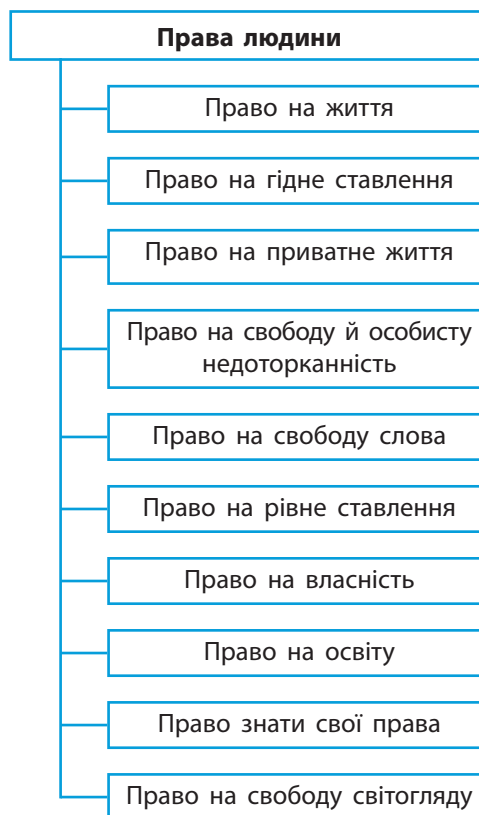 Права людини
Право на життя
Право на гідне ставлення
Право на приватне життя
Право на свободу й особисту
недоторканність
Право на свободу слова
Право на рівне ставлення
Право на власність
Право на освіту
Право знати свої права
Право на свободу світогляду